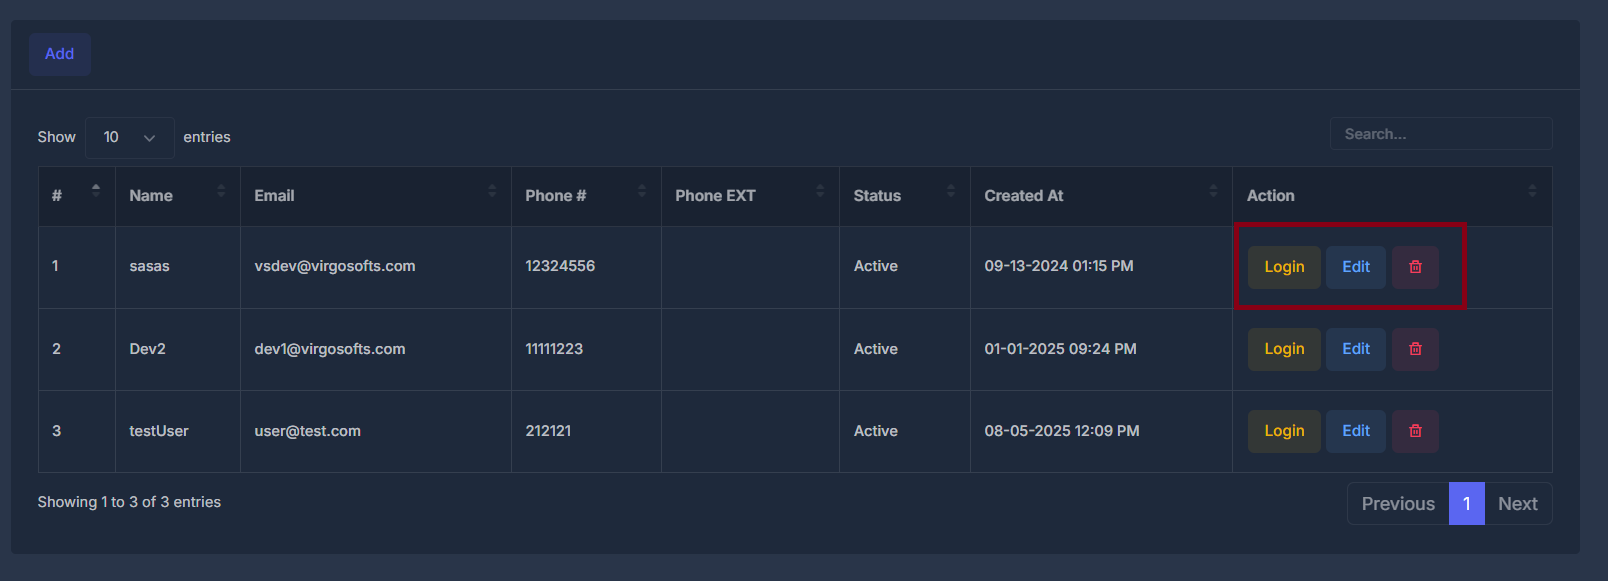 Add
Show 10 entries
Search...
# Name Email Phone # Phone EXT Status Created At Action
1 sasas vsdev@virgosofts.com 12324556 Active 09-13-2024 01:15 PM Login Edit
2 Dev2 dev1@virgosofts.com 11111223 Active 01-01-2025 09:24 PM Login Edit
3 testUser user@test.com 212121 Active 08-05-2025 12:09 PM Login Edit
Showing 1 to 3 of 3 entries
Previous 1 Next